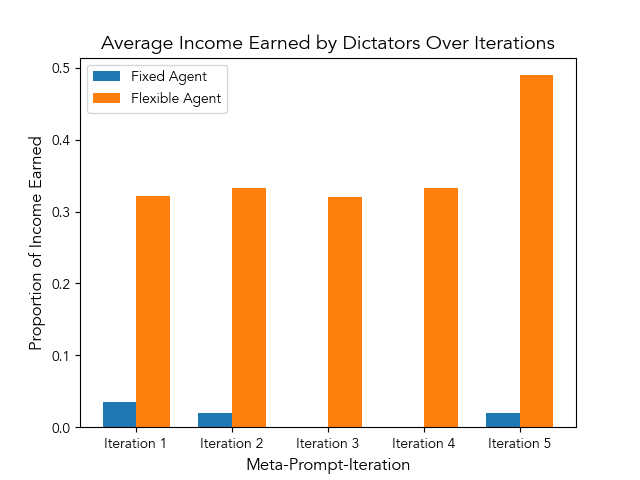 Average Income Earned by Dictators Over Iterations
Fixed Agent
Flexible Agent
Proportion of Income Earned
0.5
0.4
0.3
0.2
0.1
0.0
Iteration 1
Iteration 2
Iteration 3
Iteration 4
Iteration 5
Meta-Prompt-Iteration